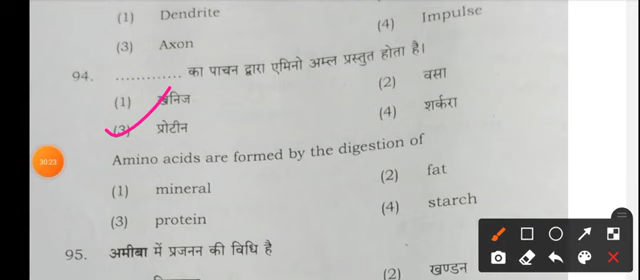 (1) Dendrite
(4) Impulse
(3) Axon
94. ............. का पाचन द्वारा एमिनो अम्ल प्रस्तुत होता है।
(1) खनिज (2) वसा
(3) प्रोटीन (4) शर्करा
Amino acids are formed by the digestion of
(1) mineral (2) fat
(3) protein (4) starch
95. अमीबा में प्रजनन की विधि है
(2) खण्डन
30:23